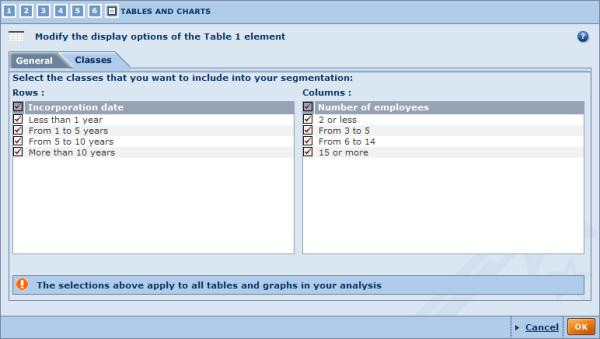 1 2 3 4 5 6 TABLES AND CHARTS
Modify the display options of the Table 1 element
?
General Classes
Select the classes that you want to include into your segmentation:
Rows : Columns :
Incorporation date Number of employees
Less than 1 year 2 or less
From 1 to 5 years From 3 to 5
From 5 to 10 years From 6 to 14
More than 10 years 15 or more
! The selections above apply to all tables and graphs in your analysis
Cancel OK